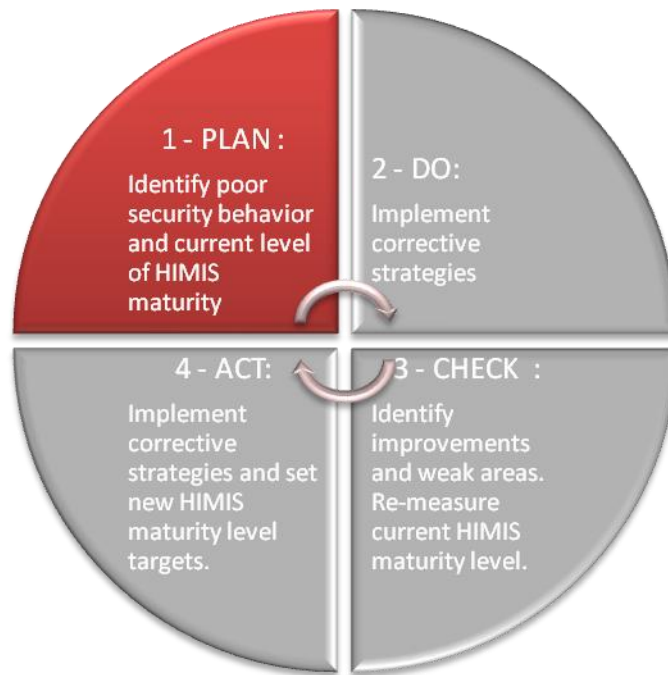 1 - PLAN :
Identify poor
security behavior
and current level
of HIMIS
maturity
2 - DO:
Implement
corrective
strategies
3 - CHECK :
Identify
improvements
and weak areas.
Re-measure
current HIMIS
maturity level.
4 - ACT:
Implement
corrective
strategies and set
new HIMIS
maturity level
targets.